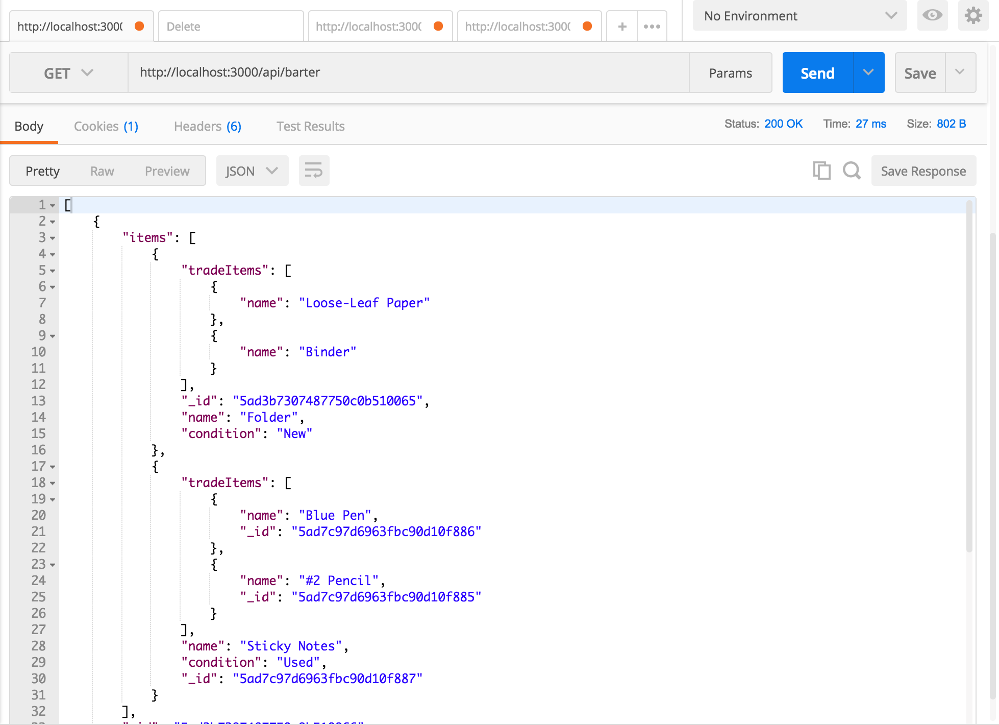 http://localhost:300 Delete http://localhost:300 http://localhost:300 + ••• No Environment
GET http://localhost:3000/api/barter Params Send Save
Body Cookies (1) Headers (6) Test Results Status: 200 OK Time: 27 ms Size: 802 B
Pretty Raw Preview JSON Save Response
1 [
2 {
3 "items": [
4 {
5 "tradeItems": [
6 {
7 "name": "Loose-Leaf Paper"
8 },
9 {
10 "name": "Binder"
11 }
12 ],
13 "_id": "5ad3b7307487750c0b510065",
14 "name": "Folder",
15 "condition": "New"
16 },
17 {
18 "tradeItems": [
19 {
20 "name": "Blue Pen",
21 "_id": "5ad7c97d6963fbc90d10f886"
22 },
23 {
24 "name": "#2 Pencil",
25 "_id": "5ad7c97d6963fbc90d10f885"
26 }
27 ],
28 "name": "Sticky Notes",
29 "condition": "Used",
30 "_id": "5ad7c97d6963fbc90d10f887"
31 }
32 ],